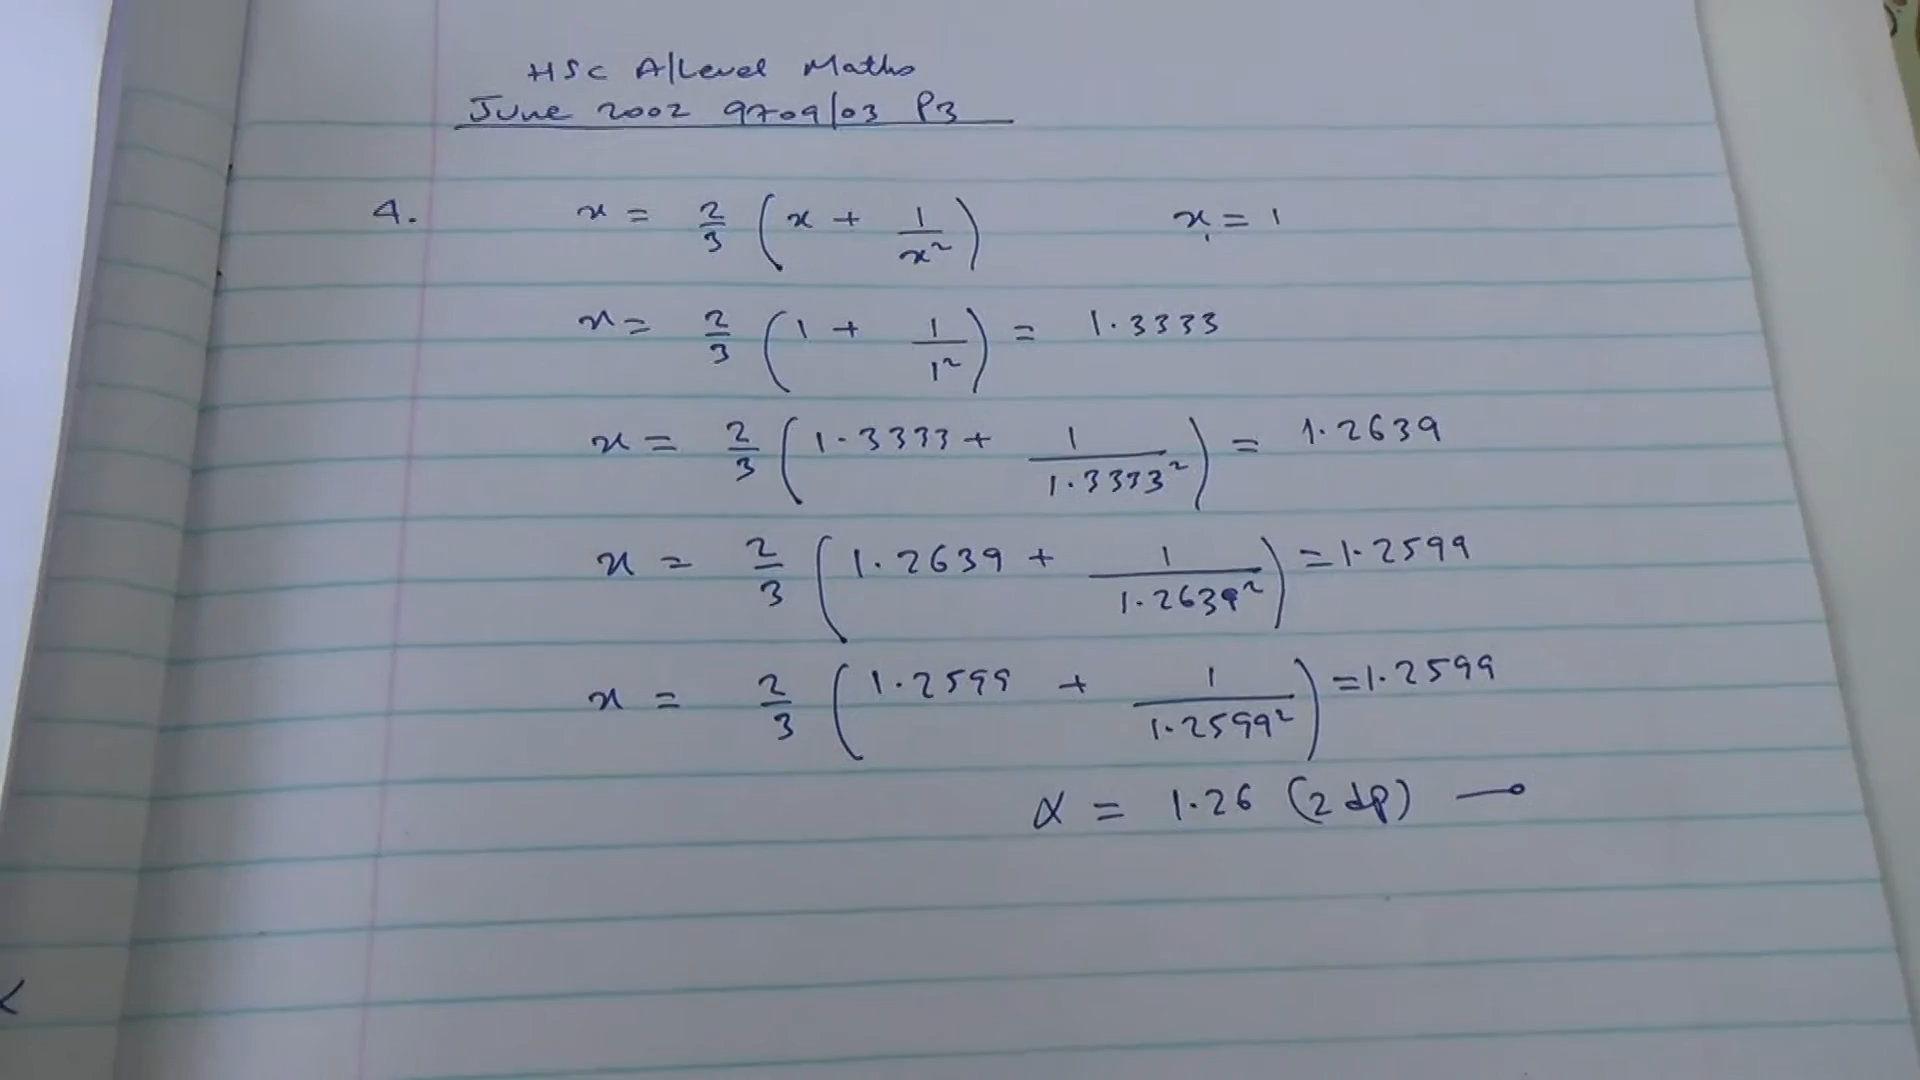 HSC A/Level Maths
June 2002 9709/03 P3
4. x = 2/3 (x + 1/x²) x₁ = 1
x = 2/3 (1 + 1/1²) = 1.3333
x = 2/3 (1.3333 + 1/1.3333²) = 1.2639
x = 2/3 (1.2639 + 1/1.2639²) = 1.2599
x = 2/3 (1.2599 + 1/1.2599²) = 1.2599
α = 1.26 (2 dp)